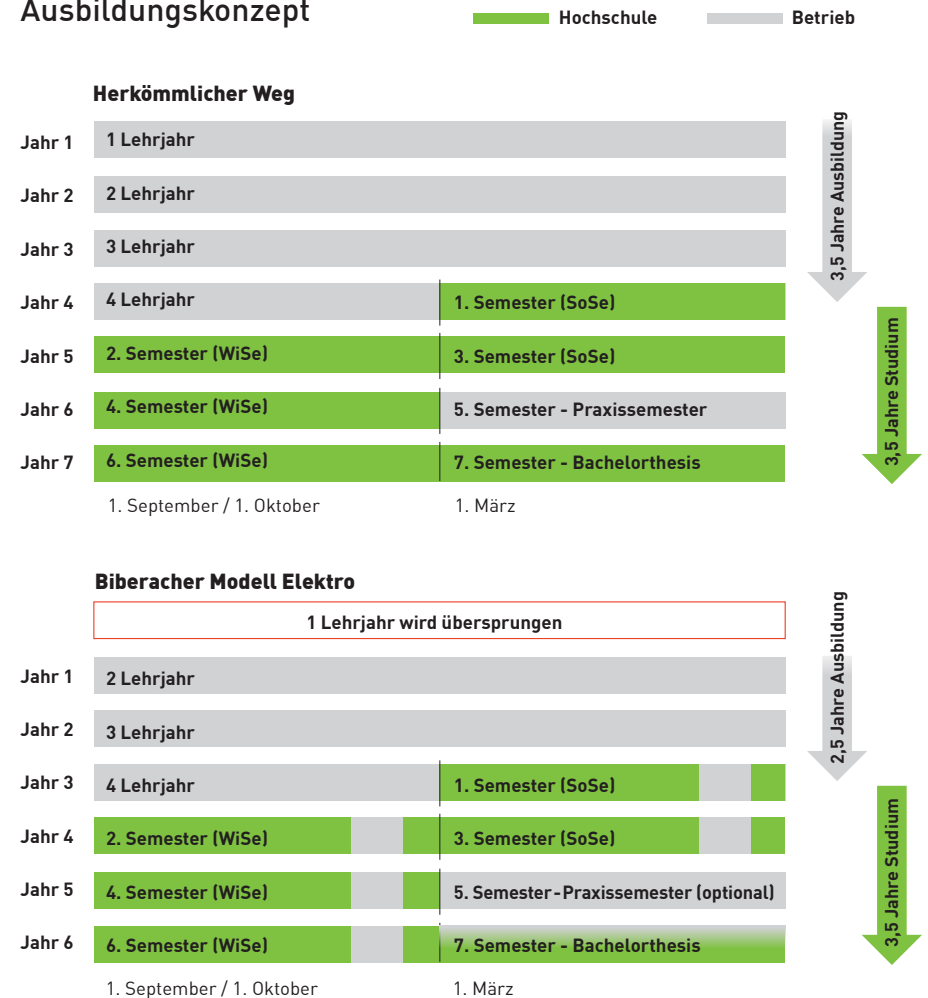 Ausbildungskonzept
Hochschule
Betrieb
Herkömmlicher Weg
Jahr 1
1 Lehrjahr
Jahr 2
2 Lehrjahr
Jahr 3
3 Lehrjahr
Jahr 4
4 Lehrjahr
1. Semester (SoSe)
Jahr 5
2. Semester (WiSe)
3. Semester (SoSe)
Jahr 6
4. Semester (WiSe)
5. Semester - Praxissemester
Jahr 7
6. Semester (WiSe)
7. Semester - Bachelorthesis
1. September / 1. Oktober
1. März
3,5 Jahre Ausbildung
3,5 Jahre Studium
Biberacher Modell Elektro
1 Lehrjahr wird übersprungen
Jahr 1
2 Lehrjahr
Jahr 2
3 Lehrjahr
Jahr 3
4 Lehrjahr
1. Semester (SoSe)
Jahr 4
2. Semester (WiSe)
3. Semester (SoSe)
Jahr 5
4. Semester (WiSe)
5. Semester - Praxissemester (optional)
Jahr 6
6. Semester (WiSe)
7. Semester - Bachelorthesis
1. September / 1. Oktober
1. März
2,5 Jahre Ausbildung
3,5 Jahre Studium